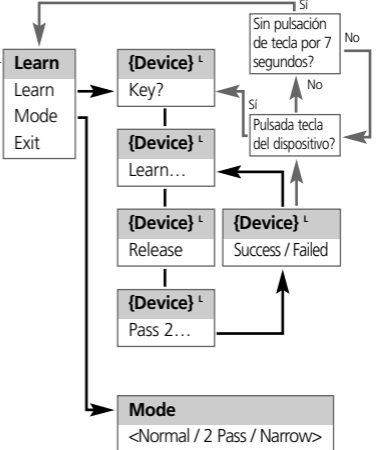 Sí
Sin pulsación
de tecla por 7
segundos?
No
Learn
Learn
Mode
Exit
{Device} L
Key?
Sí
No
Pulsada tecla
del dispositivo?
{Device} L
Learn…
{Device} L
Release
{Device} L
Success / Failed
{Device} L
Pass 2…
Mode
<Normal / 2 Pass / Narrow>